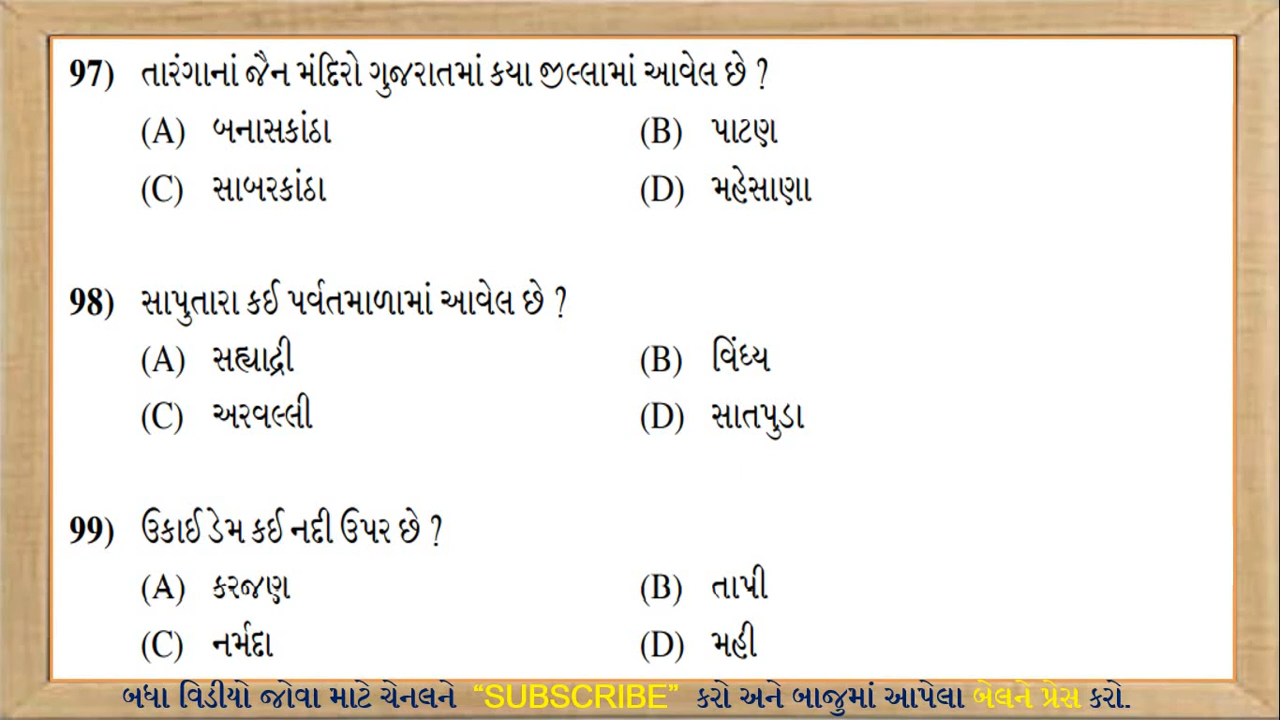 97) તારંગાનાં જૈન મંદિરો ગુજરાતમાં કયા જીલ્લામાં આવેલ છે ?
(A) બનાસકાંઠા (B) પાટણ
(C) સાબરકાંઠા (D) મહેસાણા
98) સાપુતારા કઈ પર્વતમાળામાં આવેલ છે ?
(A) સહ્યાદ્રી (B) વિંધ્ય
(C) અરવલ્લી (D) સાતપુડા
99) ઉકાઈ ડેમ કઈ નદી ઉપર છે ?
(A) કરજણ (B) તાપી
(C) નર્મદા (D) મહી
બધા વિડીયો જોવા માટે ચેનલને “SUBSCRIBE” કરો અને બાજુમાં આપેલા બેલને પ્રેસ કરો.